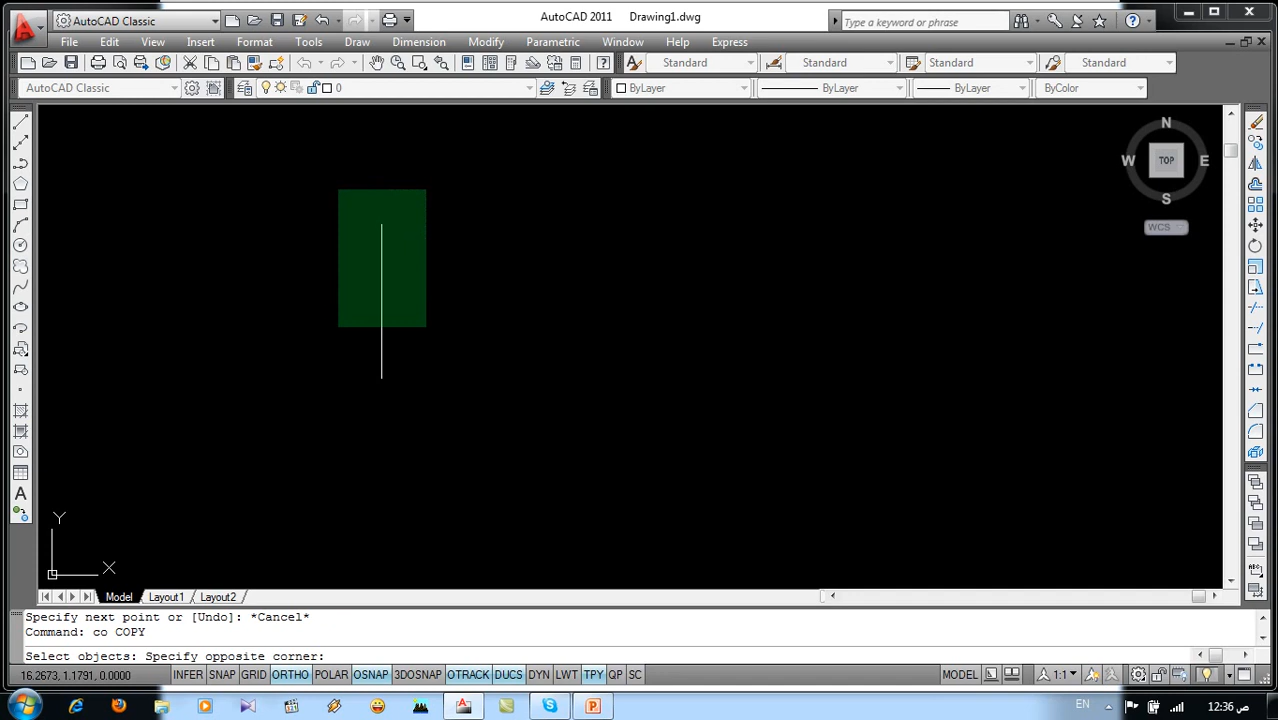 AutoCAD Classic
AutoCAD 2011 Drawing1.dwg
Type a keyword or phrase
File Edit View Insert Format Tools Draw Dimension Modify Parametric Window Help Express
Standard Standard Standard Standard
AutoCAD Classic 0 ByLayer ByLayer ByLayer ByColor
N
W TOP E
S
WCS
Y
X
Model Layout1 Layout2
Specify next point or [Undo]: *Cancel*
Command: co COPY
Select objects: Specify opposite corner:
16.2673, 1.1791, 0.0000 INFER SNAP GRID ORTHO POLAR OSNAP 3DOSNAP OTRACK DUCS DYN LWT TPY QP SC MODEL 1:1
EN 12:36 ص